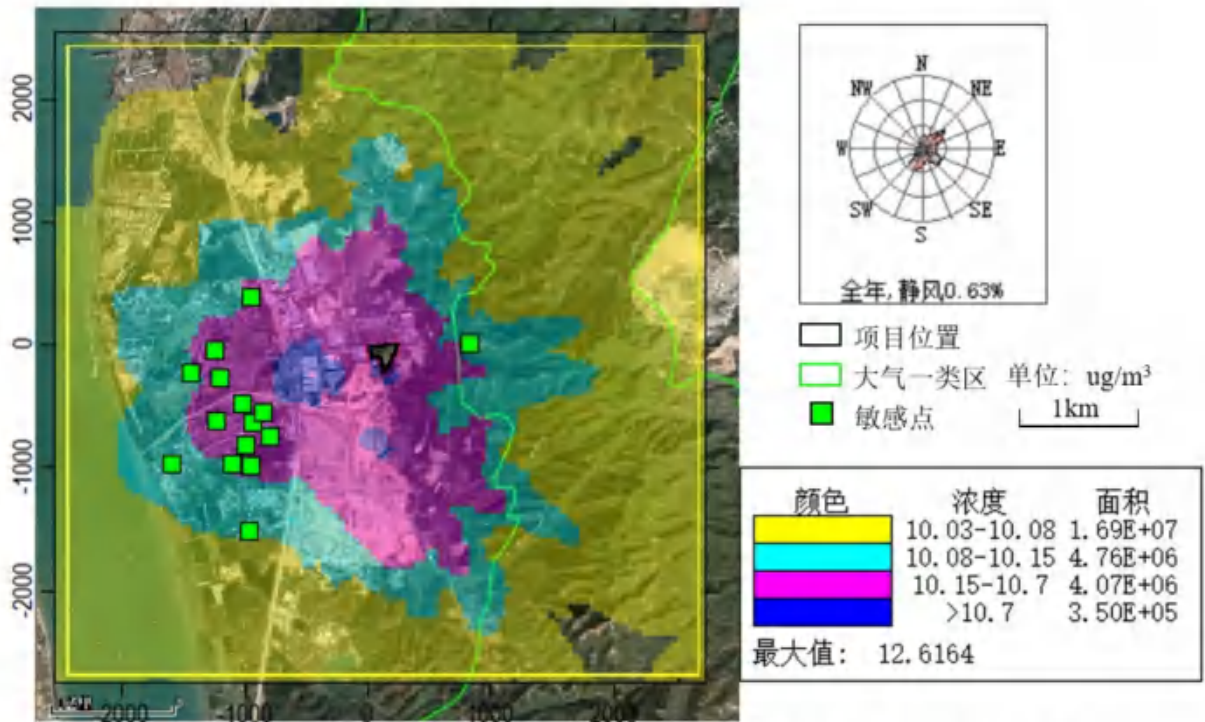 2000
1000
0
-1000
-2000
-2000
-1000
0
1000
2000
N
NW
NE
W
E
SW
SE
S
全年,静风0.63%
项目位置
大气一类区 单位：ug/m³
敏感点
1km
颜色 浓度 面积
10.03-10.08 1.69E+07
10.08-10.15 4.76E+06
10.15-10.7 4.07E+06
>10.7 3.50E+05
最大值： 12.6164